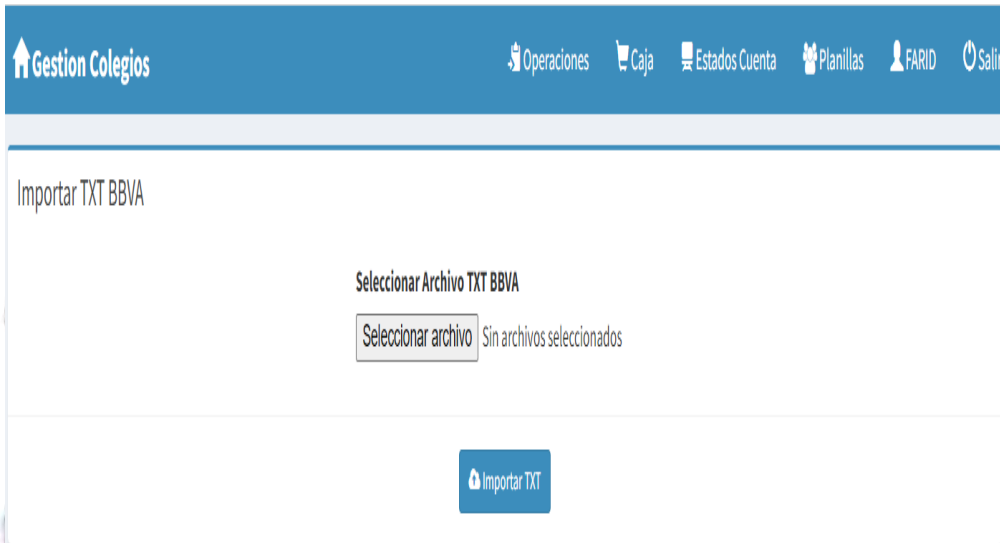 Gestion Colegios Operaciones Caja Estados Cuenta Planillas FARID Salir
Importar TXT BBVA
Seleccionar Archivo TXT BBVA
Seleccionar archivo Sin archivos seleccionados
Importar TXT